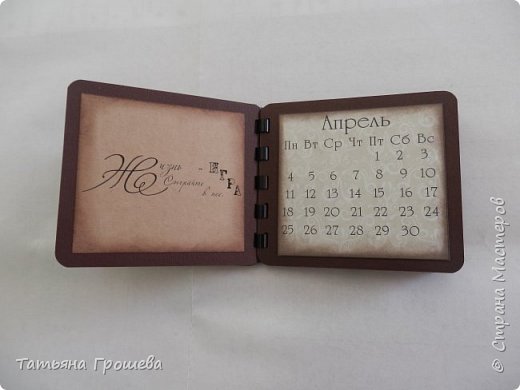 Жизнь - ИГРА
Сыграйте в нее.
Апрель
Пн Вт Ср Чт Пт Сб Вс
1 2 3
4 5 6 7 8 9 10
11 12 13 14 15 16 17
18 19 20 21 22 23 24
25 26 27 28 29 30
Татьяна Грошева
© Страна Мастеров